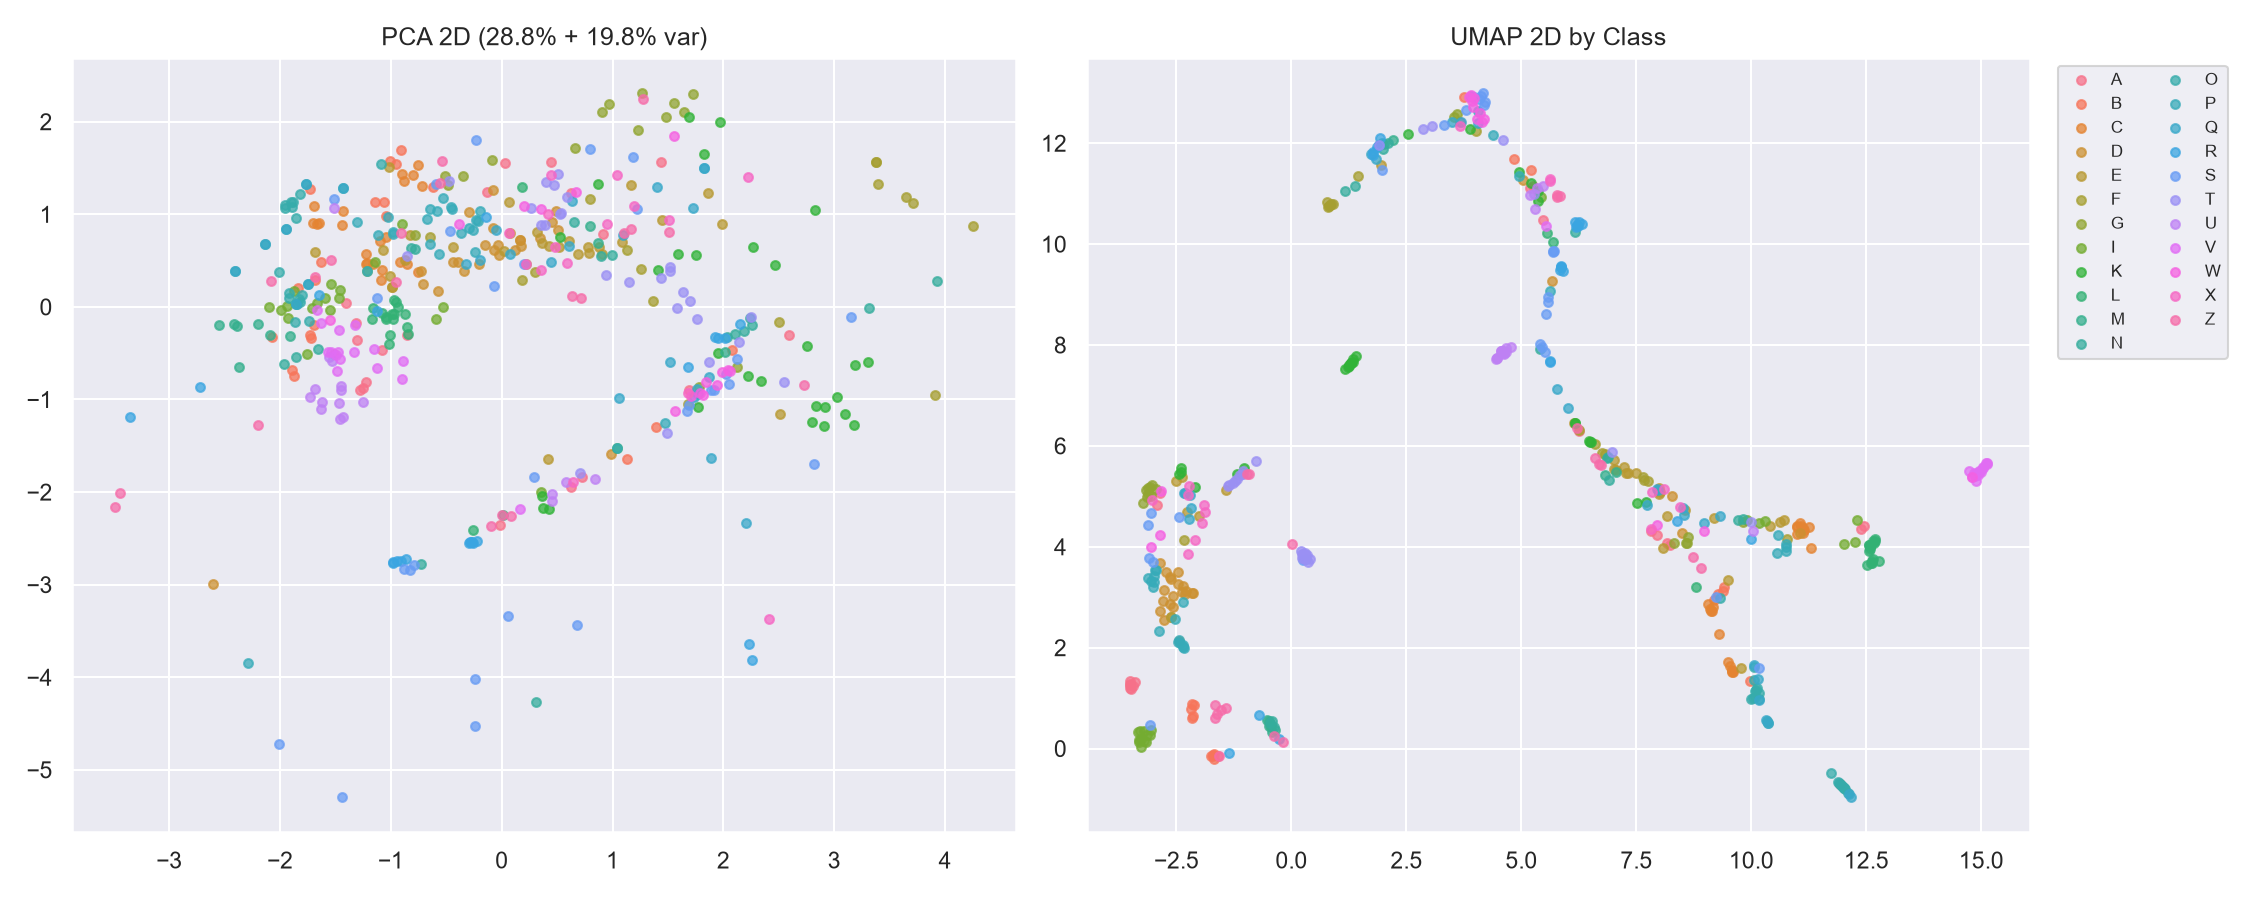 PCA 2D (28.8% + 19.8% var)
2
1
0
−1
−2
−3
−4
−5
−3 −2 −1 0 1 2 3 4
UMAP 2D by Class
12
10
8
6
4
2
0
−2.5 0.0 2.5 5.0 7.5 10.0 12.5 15.0
A
B
C
D
E
F
G
I
K
L
M
N
O
P
Q
R
S
T
U
V
W
X
Z